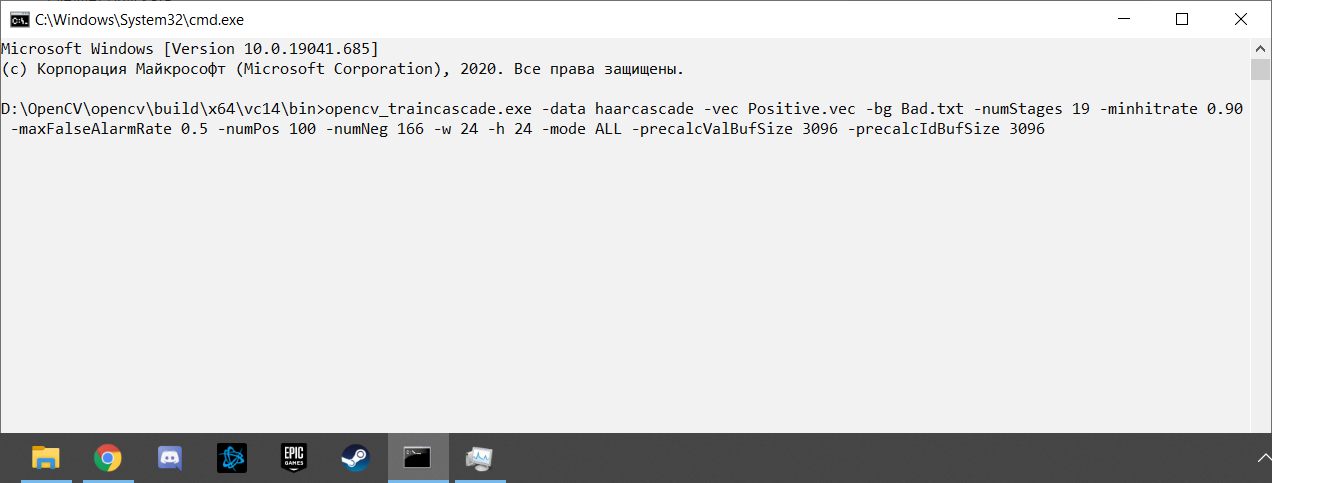 C:\Windows\System32\cmd.exe
Microsoft Windows [Version 10.0.19041.685]
(c) Корпорация Майкрософт (Microsoft Corporation), 2020. Все права защищены.
D:\OpenCV\opencv\build\x64\vc14\bin>opencv_traincascade.exe -data haarcascade -vec Positive.vec -bg Bad.txt -numStages 19 -minhitrate 0.90
-maxFalseAlarmRate 0.5 -numPos 100 -numNeg 166 -w 24 -h 24 -mode ALL -precalcValBufSize 3096 -precalcIdBufSize 3096
EPIC
GAMES